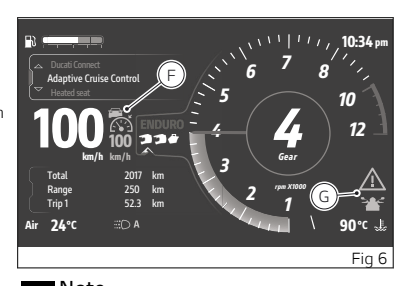 10:34 pm
Ducati Connect
Adaptive Cruise Control
Heated seat
F
100
km/h
100
km/h
ENDURO
4
Gear
rpm X1000
1
2
3
4
5
6
7
8
10
12
Total 2017 km
Range 250 km
Trip 1 52.3 km
G
Air 24°C
A
90°C
Fig 6
n
Note